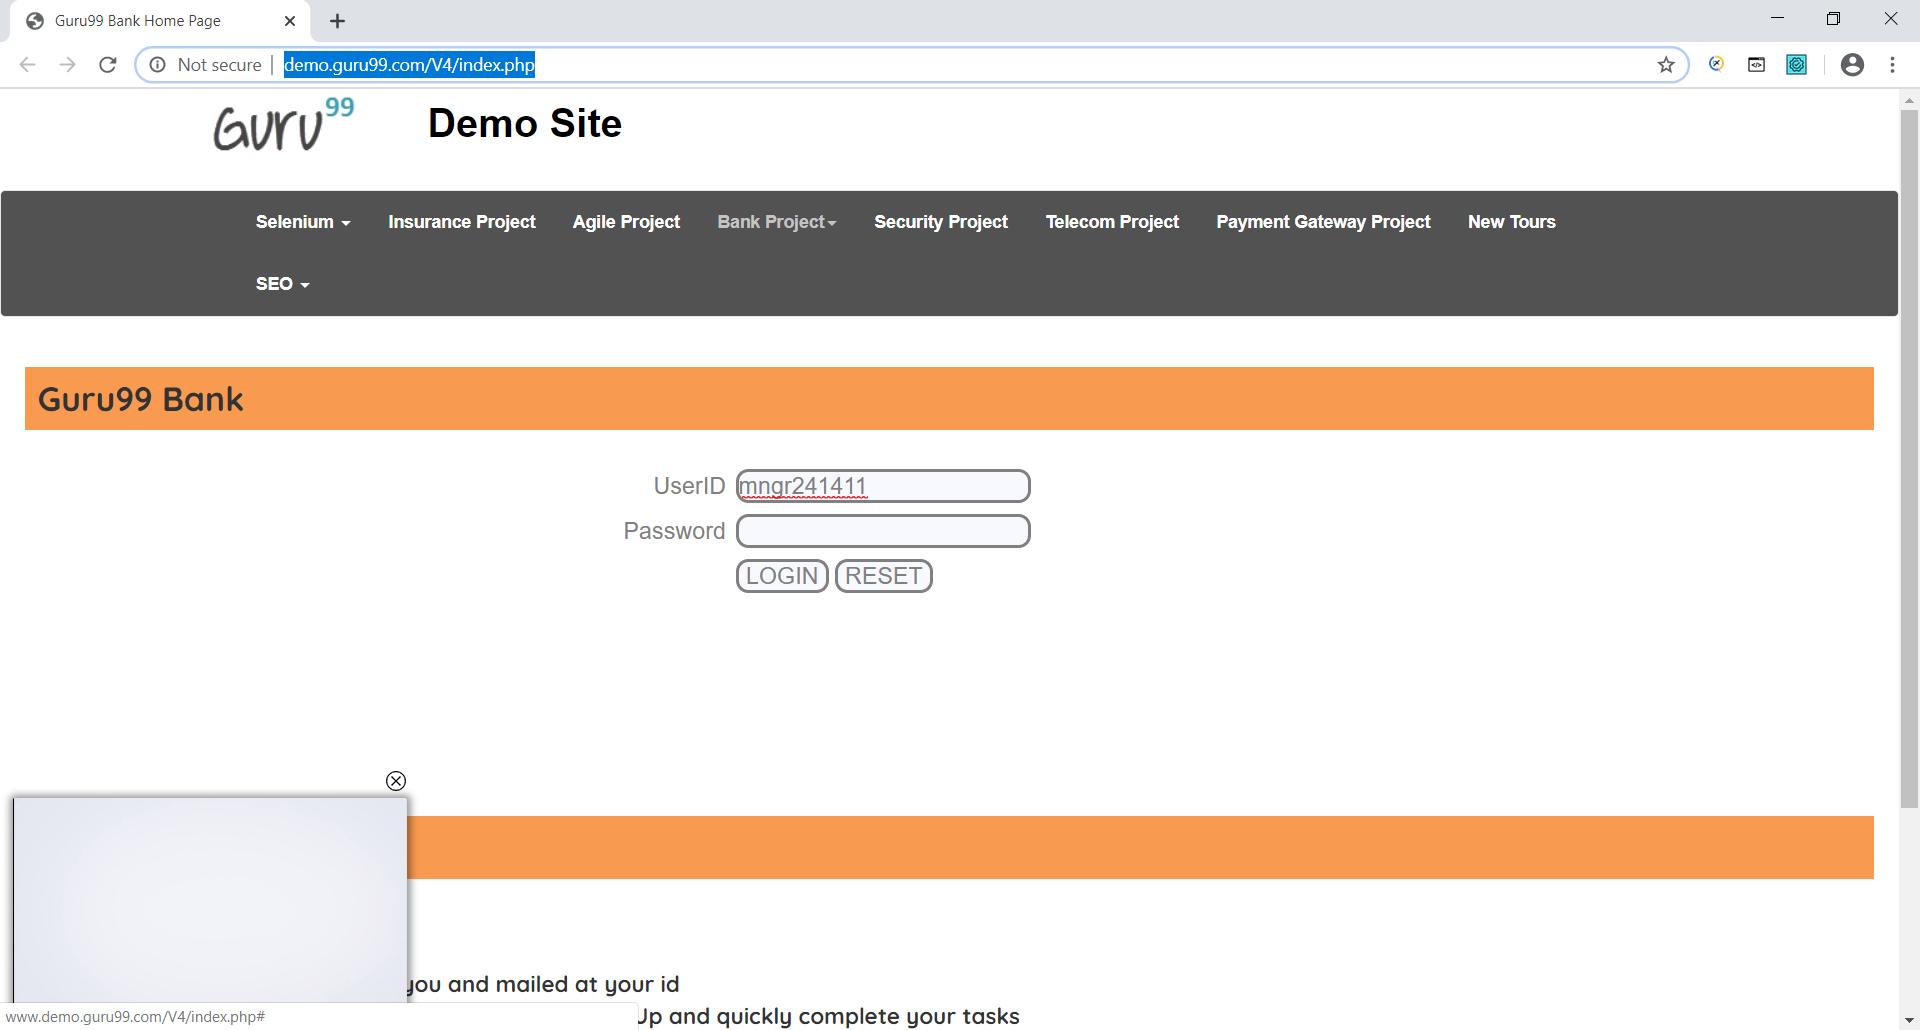 Guru99 Bank Home Page
Not secure | demo.guru99.com/V4/index.php
Guru99 Demo Site
Selenium Insurance Project Agile Project Bank Project Security Project Telecom Project Payment Gateway Project New Tours
SEO
Guru99 Bank
UserID mngr241411
Password
LOGIN RESET
you and mailed at your id
Up and quickly complete your tasks
www.demo.guru99.com/V4/index.php#